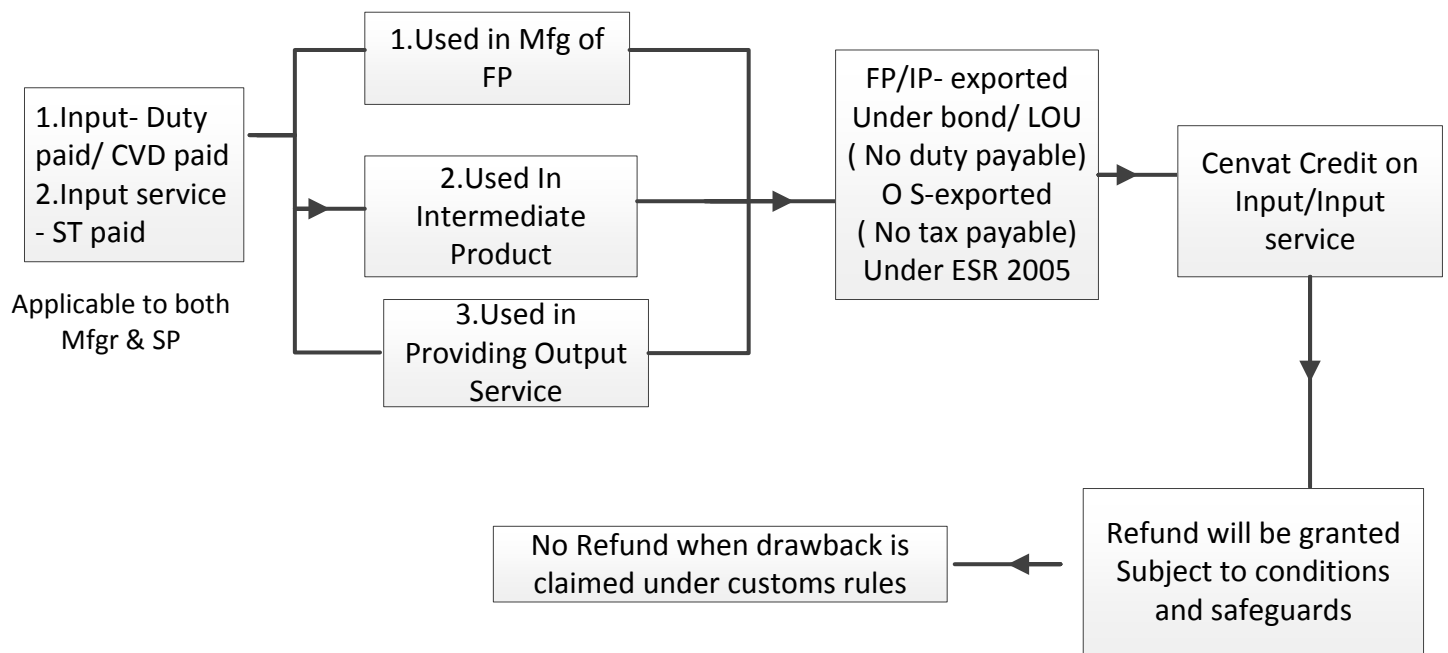 1.Input- Duty
paid/ CVD paid
2.Input service
- ST paid
Applicable to both
Mfgr & SP
1.Used in Mfg of
FP
2.Used In
Intermediate
Product
3.Used in
Providing Output
Service
FP/IP- exported
Under bond/ LOU
( No duty payable)
O S-exported
( No tax payable)
Under ESR 2005
Cenvat Credit on
Input/Input
service
Refund will be granted
Subject to conditions
and safeguards
No Refund when drawback is
claimed under customs rules